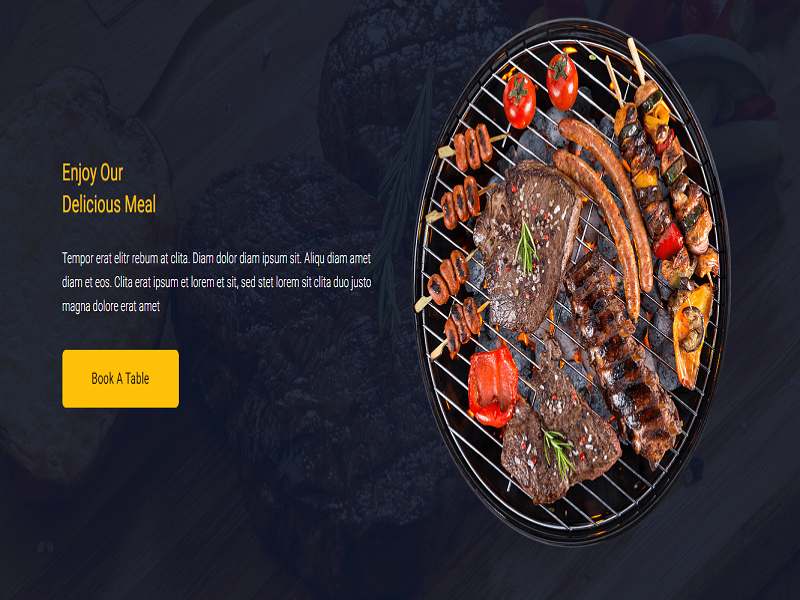 Enjoy Our
Delicious Meal
Tempor erat elitr rebum at clita. Diam dolor diam ipsum sit. Aliqu diam amet
diam et eos. Clita erat ipsum et lorem et sit, sed stet lorem sit clita duo justo
magna dolore erat amet
Book A Table